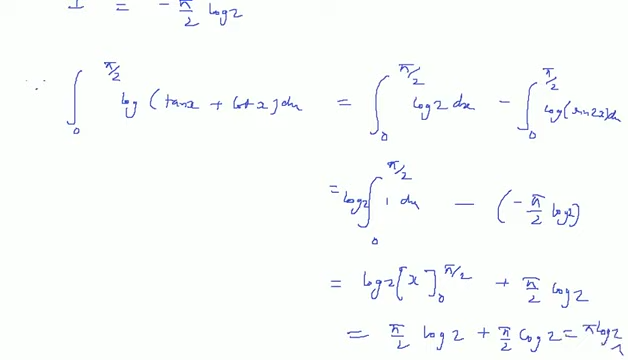 I = - π/2 log2
∵ ∫₀^{π/2} log (tanx + cotx) dx = ∫₀^{π/2} log2 dx - ∫₀^{π/2} log(sin2x) dx
= log2 ∫₀^{π/2} 1 dx - (- π/2 log2)
= log2 [x]₀^{π/2} + π/2 log2
= π/2 log2 + π/2 log2 = π log2